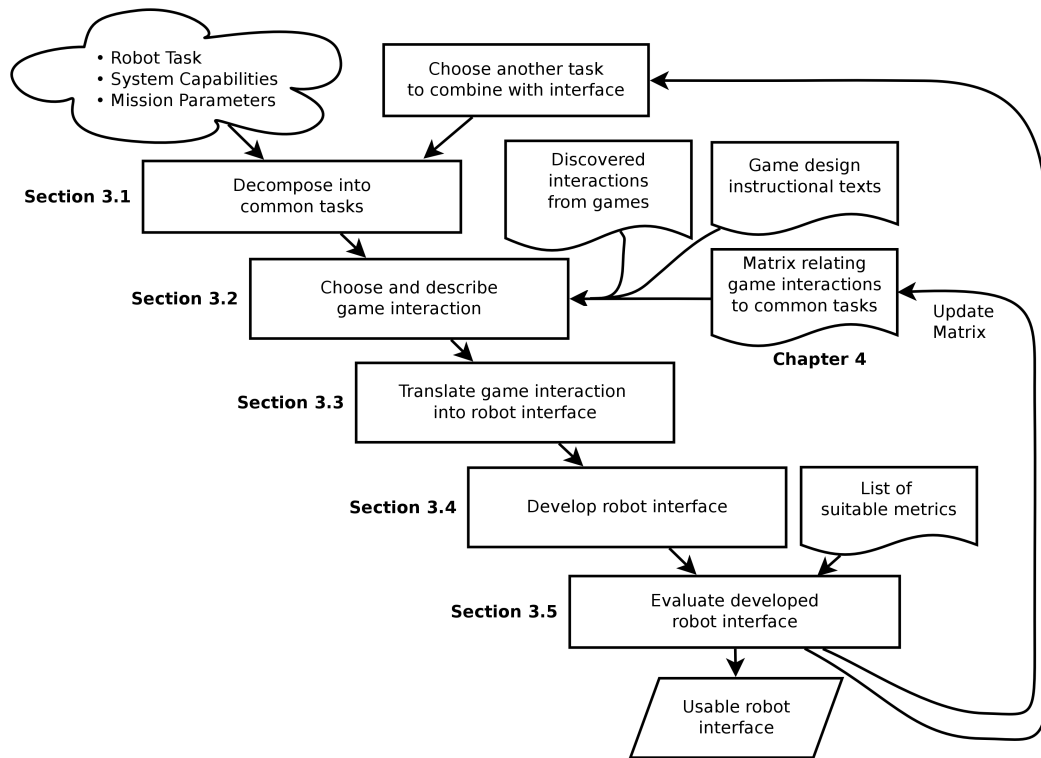 • Robot Task
• System Capabilities
• Mission Parameters
Choose another task
to combine with interface
Section 3.1
Decompose into
common tasks
Discovered
interactions
from games
Game design
instructional texts
Section 3.2
Choose and describe
game interaction
Matrix relating
game interactions
to common tasks
Chapter 4
Update
Matrix
Section 3.3
Translate game interaction
into robot interface
Section 3.4
Develop robot interface
List of
suitable metrics
Section 3.5
Evaluate developed
robot interface
Usable robot
interface